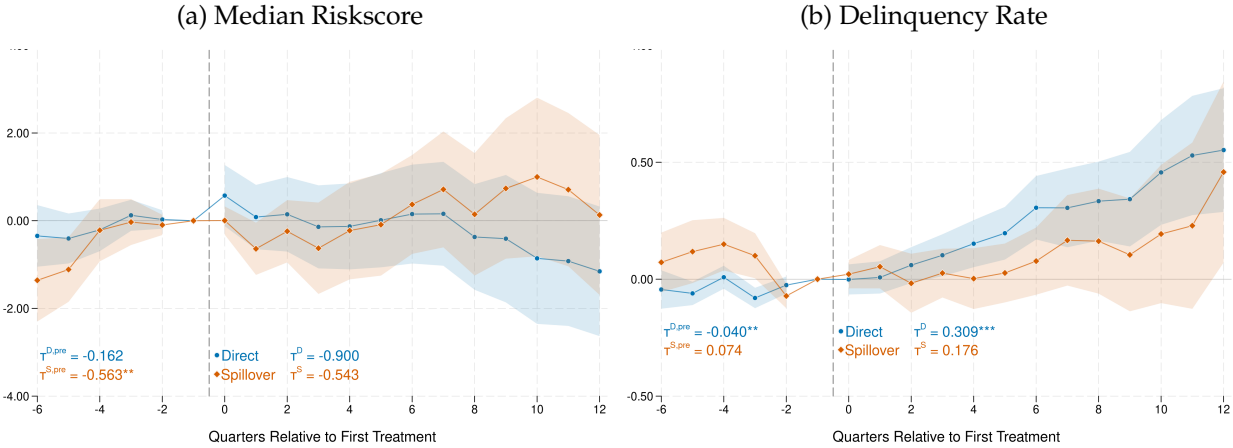 (a) Median Riskscore
2.00
0.00
-2.00
-4.00
τD,pre = -0.162
τS,pre = -0.563**
Direct τD = -0.900
Spillover τS = -0.543
-6 -4 -2 0 2 4 6 8 10 12
Quarters Relative to First Treatment
(b) Delinquency Rate
0.50
0.00
-0.50
τD,pre = -0.040**
τS,pre = 0.074
Direct τD = 0.309***
Spillover τS = 0.176
-6 -4 -2 0 2 4 6 8 10 12
Quarters Relative to First Treatment